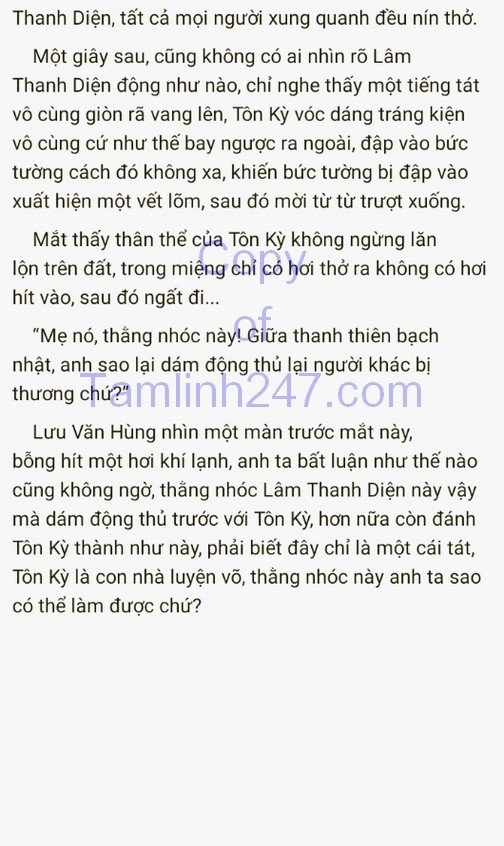 Thanh Diện, tất cả mọi người xung quanh đều nín thở.
Một giây sau, cũng không có ai nhìn rõ Lâm
Thanh Diện động như nào, chỉ nghe thấy một tiếng tát
vô cùng giòn rã vang lên, Tôn Kỳ vóc dáng tráng kiện
vô cùng cứ như thế bay ngược ra ngoài, đập vào bức
tường cách đó không xa, khiến bức tường bị đập vào
xuất hiện một vết lõm, sau đó mời từ từ trượt xuống.
Mắt thấy thân thể của Tôn Kỳ không ngừng lăn
lộn trên đất, trong miệng chỉ có hơi thở ra không có hơi
hít vào, sau đó ngất đi...
“Mẹ nó, thằng nhóc này! Giữa thanh thiên bạch
nhật, anh sao lại dám động thủ lại người khác bị
thương chứ?”
Lưu Văn Hùng nhìn một màn trước mắt này,
bỗng hít một hơi khí lạnh, anh ta bất luận như thế nào
cũng không ngờ, thằng nhóc Lâm Thanh Diện này vậy
mà dám động thủ trước với Tôn Kỳ, hơn nữa còn đánh
Tôn Kỳ thành như này, phải biết đây chỉ là một cái tát,
Tôn Kỳ là con nhà luyện võ, thằng nhóc này anh ta sao
có thể làm được chứ?
Copy
of
Tamlinh247.com